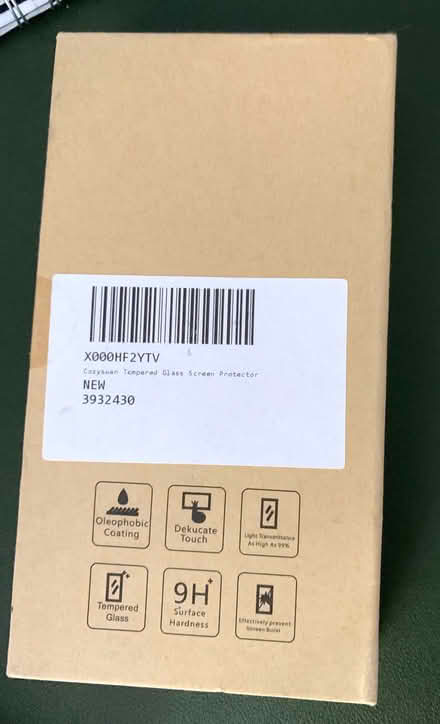 X000HF2YTV
Cozyswan Tempered Glass Screen Protector
NEW
3932430
Oleophobic
Coating
Dekucate
Touch
Light Transmittance
As High As 99%
Tempered
Glass
9H+
Surface
Hardness
Effectively prevent
Screen Burst